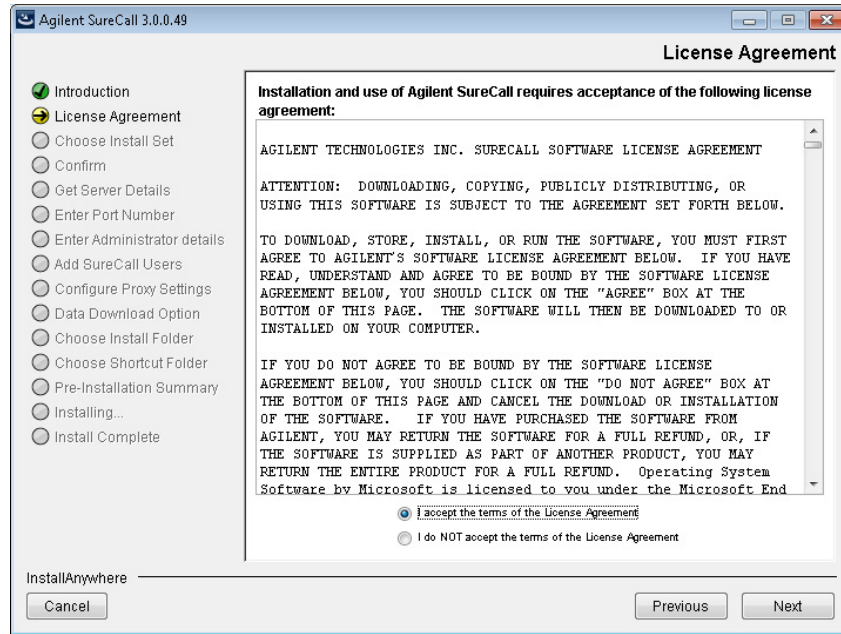 Agilent SureCall 3.0.0.49
License Agreement
Introduction
License Agreement
Choose Install Set
Confirm
Get Server Details
Enter Port Number
Enter Administrator details
Add SureCall Users
Configure Proxy Settings
Data Download Option
Choose Install Folder
Choose Shortcut Folder
Pre-Installation Summary
Installing...
Install Complete
Installation and use of Agilent SureCall requires acceptance of the following license
agreement:
AGILENT TECHNOLOGIES INC. SURECALL SOFTWARE LICENSE AGREEMENT
ATTENTION:  DOWNLOADING, COPYING, PUBLICLY DISTRIBUTING, OR
USING THIS SOFTWARE IS SUBJECT TO THE AGREEMENT SET FORTH BELOW.
TO DOWNLOAD, STORE, INSTALL, OR RUN THE SOFTWARE, YOU MUST FIRST
AGREE TO AGILENT'S SOFTWARE LICENSE AGREEMENT BELOW.  IF YOU HAVE
READ, UNDERSTAND AND AGREE TO BE BOUND BY THE SOFTWARE LICENSE
AGREEMENT BELOW, YOU SHOULD CLICK ON THE "AGREE" BOX AT THE
BOTTOM OF THIS PAGE.  THE SOFTWARE WILL THEN BE DOWNLOADED TO OR
INSTALLED ON YOUR COMPUTER.
IF YOU DO NOT AGREE TO BE BOUND BY THE SOFTWARE LICENSE
AGREEMENT BELOW, YOU SHOULD CLICK ON THE "DO NOT AGREE" BOX AT
THE BOTTOM OF THIS PAGE AND CANCEL THE DOWNLOAD OR INSTALLATION
OF THE SOFTWARE.   IF YOU HAVE PURCHASED THE SOFTWARE FROM
AGILENT, YOU MAY RETURN THE SOFTWARE FOR A FULL REFUND, OR, IF
THE SOFTWARE IS SUPPLIED AS PART OF ANOTHER PRODUCT, YOU MAY
RETURN THE ENTIRE PRODUCT FOR A FULL REFUND.  Operating System
Software by Microsoft is licensed to you under the Microsoft End
I accept the terms of the License Agreement
I do NOT accept the terms of the License Agreement
InstallAnywhere
Cancel
Previous
Next